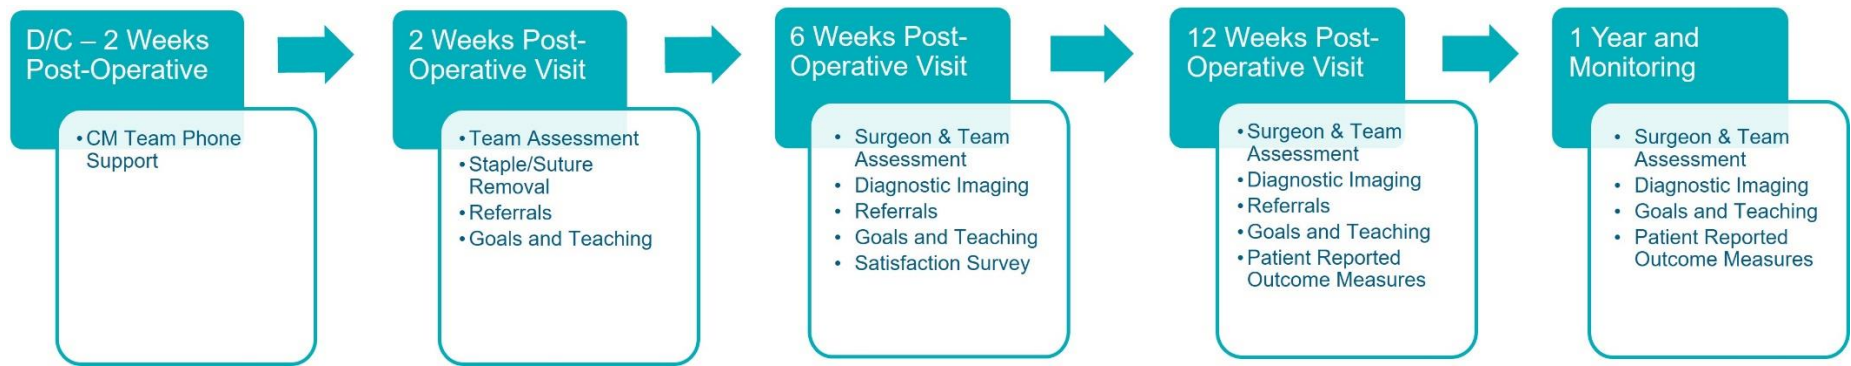 D/C – 2 Weeks
Post-Operative
• CM Team Phone
Support
2 Weeks Post-
Operative Visit
• Team Assessment
• Staple/Suture
Removal
• Referrals
• Goals and Teaching
6 Weeks Post-
Operative Visit
• Surgeon & Team
Assessment
• Diagnostic Imaging
• Referrals
• Goals and Teaching
• Satisfaction Survey
12 Weeks Post-
Operative Visit
• Surgeon & Team
Assessment
• Diagnostic Imaging
• Referrals
• Goals and Teaching
• Patient Reported
Outcome Measures
1 Year and
Monitoring
• Surgeon & Team
Assessment
• Diagnostic Imaging
• Goals and Teaching
• Patient Reported
Outcome Measures